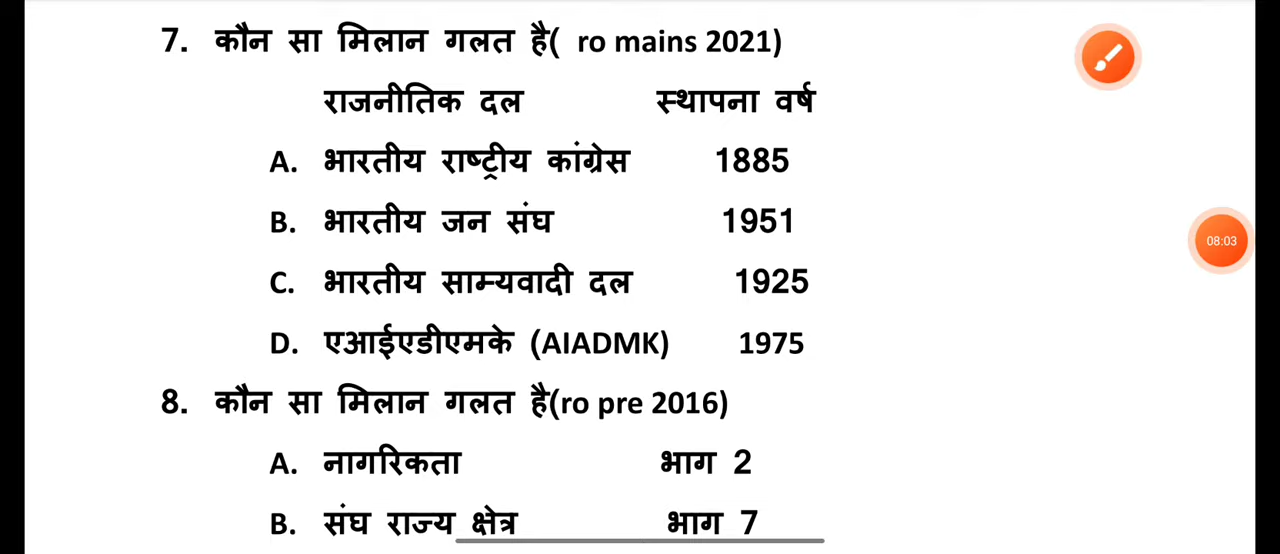 7. कौन सा मिलान गलत है( ro mains 2021)
राजनीतिक दल स्थापना वर्ष
A. भारतीय राष्ट्रीय कांग्रेस 1885
B. भारतीय जन संघ 1951
C. भारतीय साम्यवादी दल 1925
D. एआईएडीएमके (AIADMK) 1975
8. कौन सा मिलान गलत है(ro pre 2016)
A. नागरिकता भाग 2
B. संघ राज्य क्षेत्र भाग 7
08:03